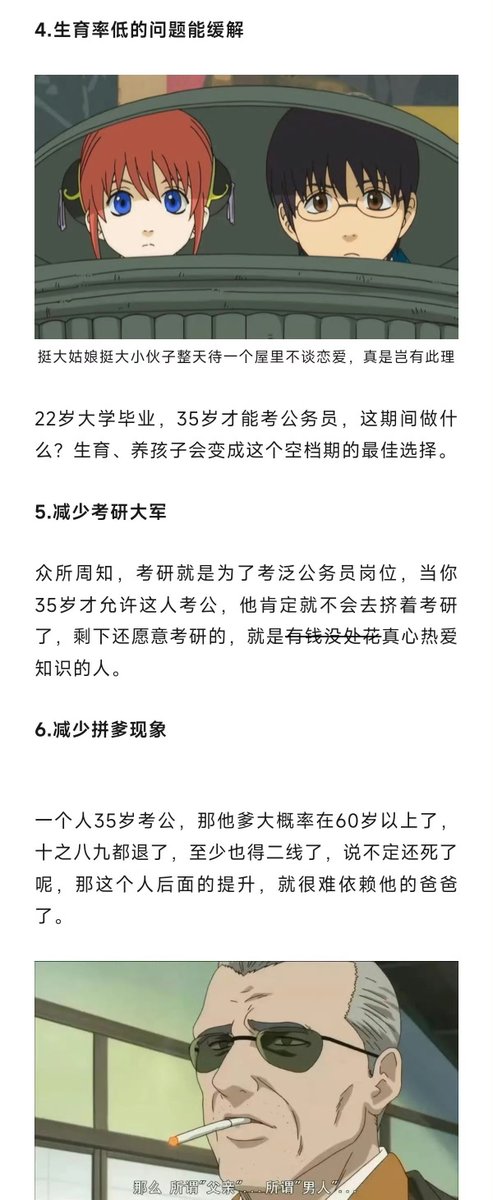 4.生育率低的问题能缓解
挺大姑娘挺大小伙子整天待一个屋里不谈恋爱，真是岂有此理
22岁大学毕业，35岁才能考公务员，这期间做什
么？生育、养孩子会变成这个空档期的最佳选择。
5.减少考研大军
众所周知，考研就是为了考泛公务员岗位，当你
35岁才允许这人考公，他肯定就不会去挤着考研
了，剩下还愿意考研的，就是有钱没处花真心热爱
知识的人。
6.减少拼爹现象
一个人35岁考公，那他爹大概率在60岁以上了，
十之八九都退了，至少也得二线了，说不定还死了
呢，那这个人后面的提升，就很难依赖他的爸爸
了。
那么 所谓"父亲"... 所谓"男人"...